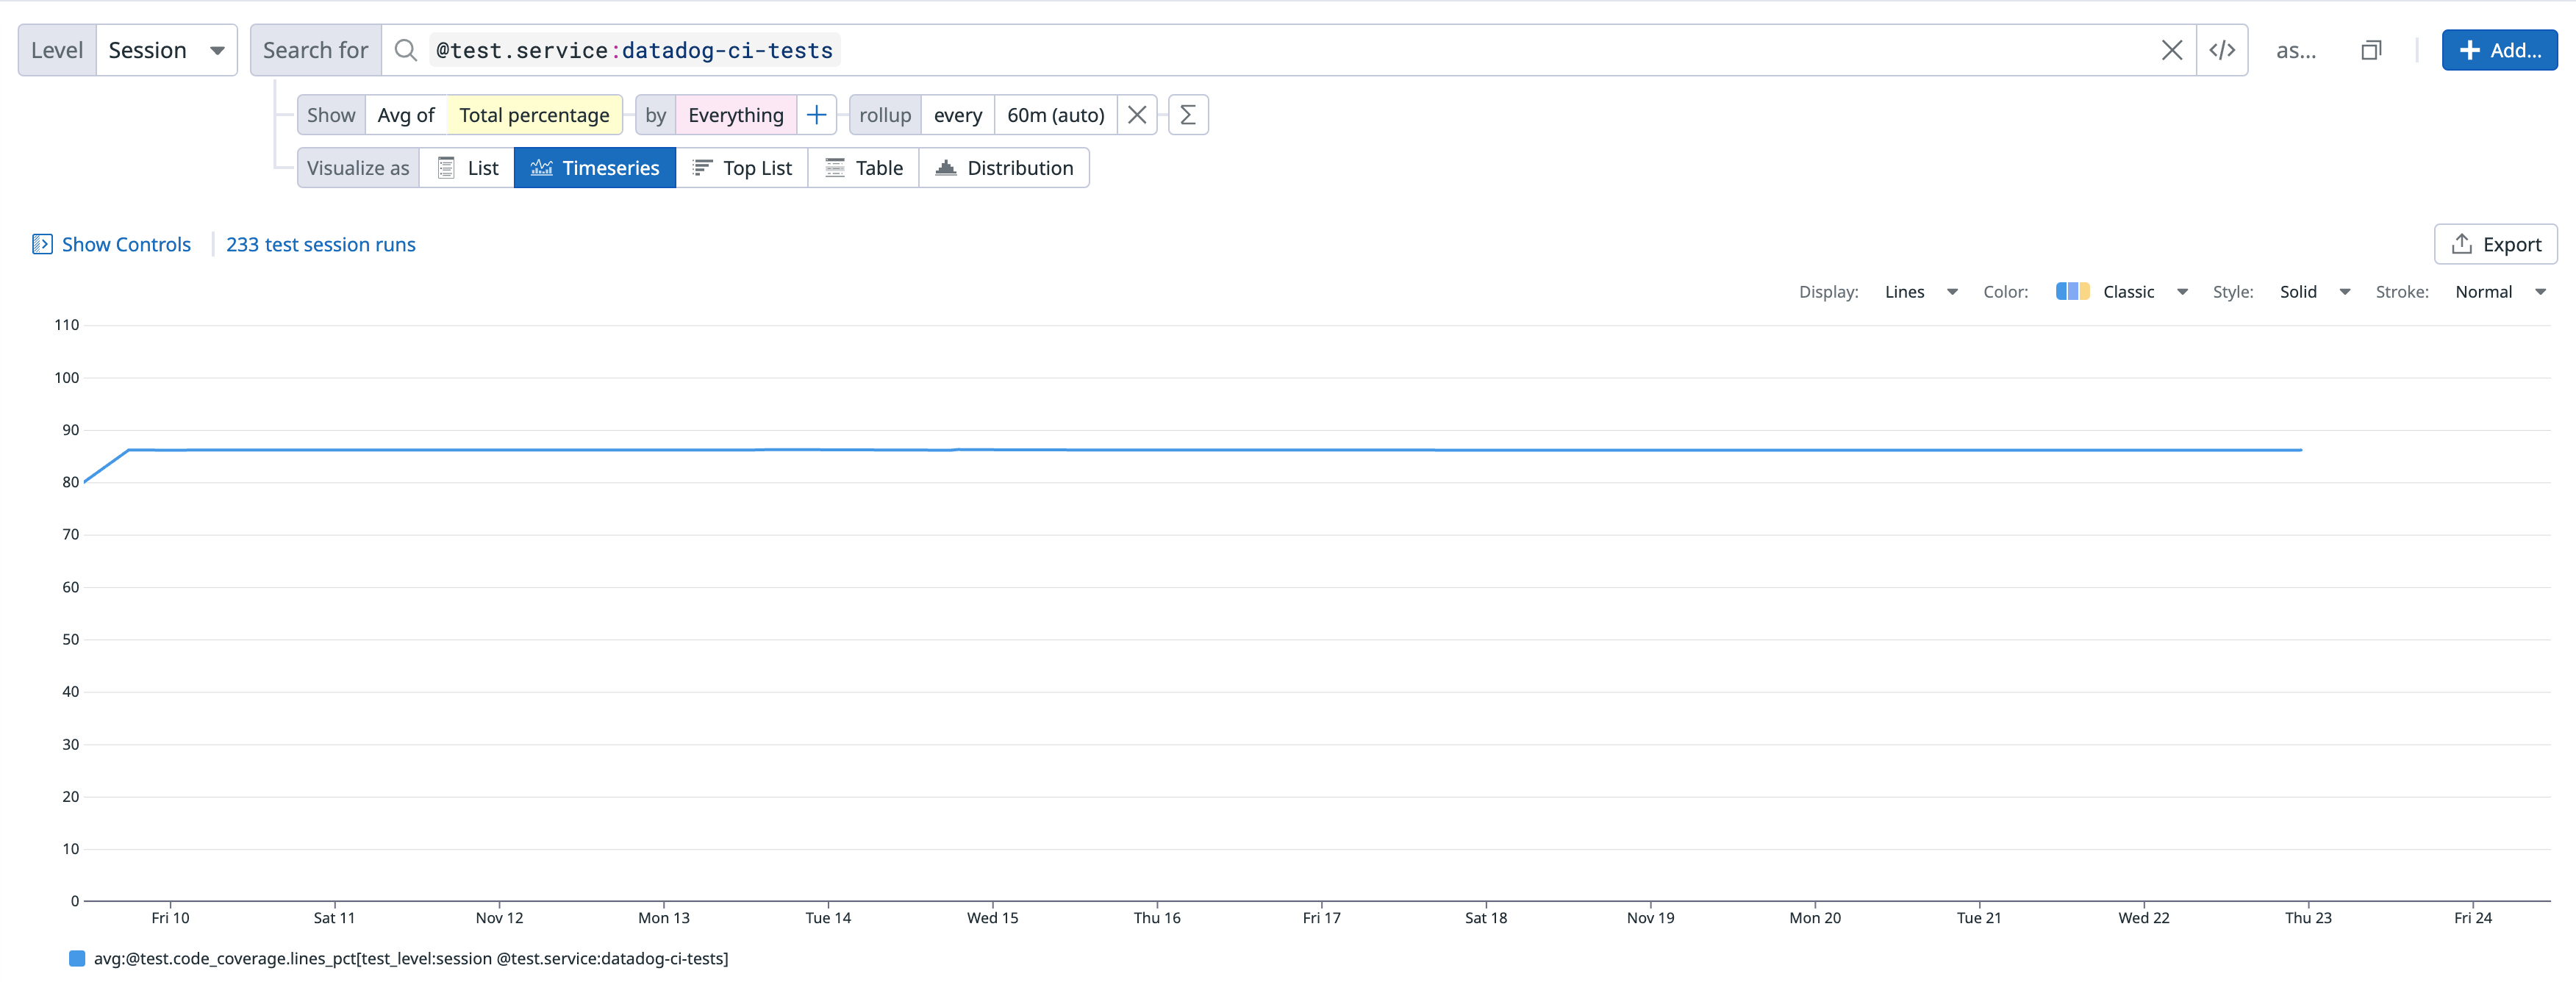 Level Session Search for @test.service:datadog-ci-tests </> as... Add...
Show Avg of Total percentage by Everything + rollup every 60m (auto) Σ
Visualize as List Timeseries Top List Table Distribution
Show Controls 233 test session runs Export
Display: Lines Color: Classic Style: Solid Stroke: Normal
110
100
90
80
70
60
50
40
30
20
10
0
Fri 10 Sat 11 Nov 12 Mon 13 Tue 14 Wed 15 Thu 16 Fri 17 Sat 18 Nov 19 Mon 20 Tue 21 Wed 22 Thu 23 Fri 24
avg:@test.code_coverage.lines_pct[test_level:session @test.service:datadog-ci-tests]